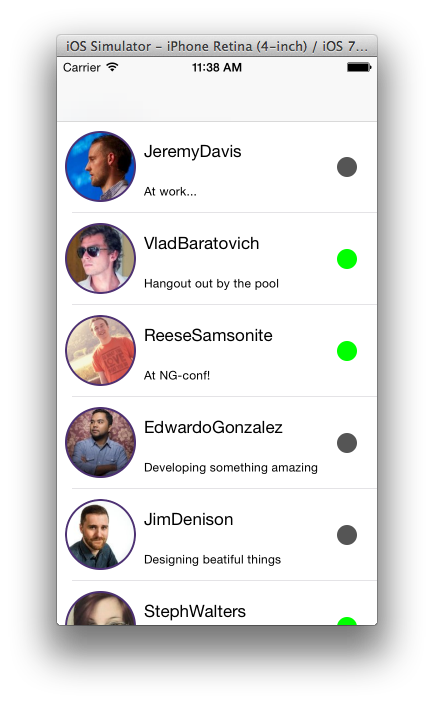 iOS Simulator - iPhone Retina (4-inch) / iOS 7...
Carrier 11:38 AM
JeremyDavis
At work...
VladBaratovich
Hangout out by the pool
ReeseSamsonite
At NG-conf!
EdwardoGonzalez
Developing something amazing
JimDenison
Designing beatiful things
StephWalters